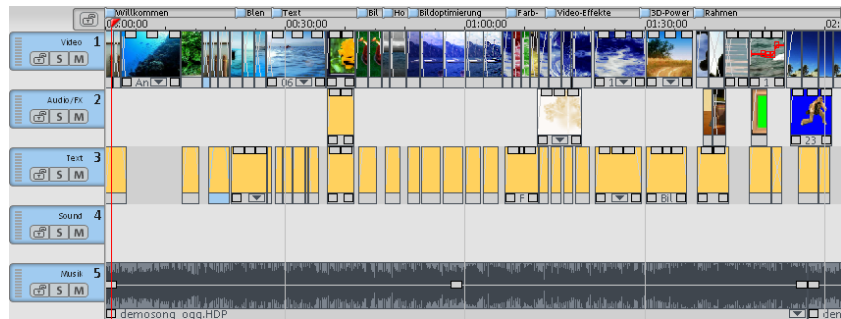 Willkommen Blen Text Bil Ho Bildoptimierung Farb- Video-Effekte 3D-Power Rahmen
00:00:00 00:30:00 01:00:00 01:30:00 02:
Video 1
S M
An 06 1 1
Audio/FX 2
S M
23
Text 3
S M
F Bil
Sound 4
S M
Musik 5
S M
demosong_ogg.HDP den